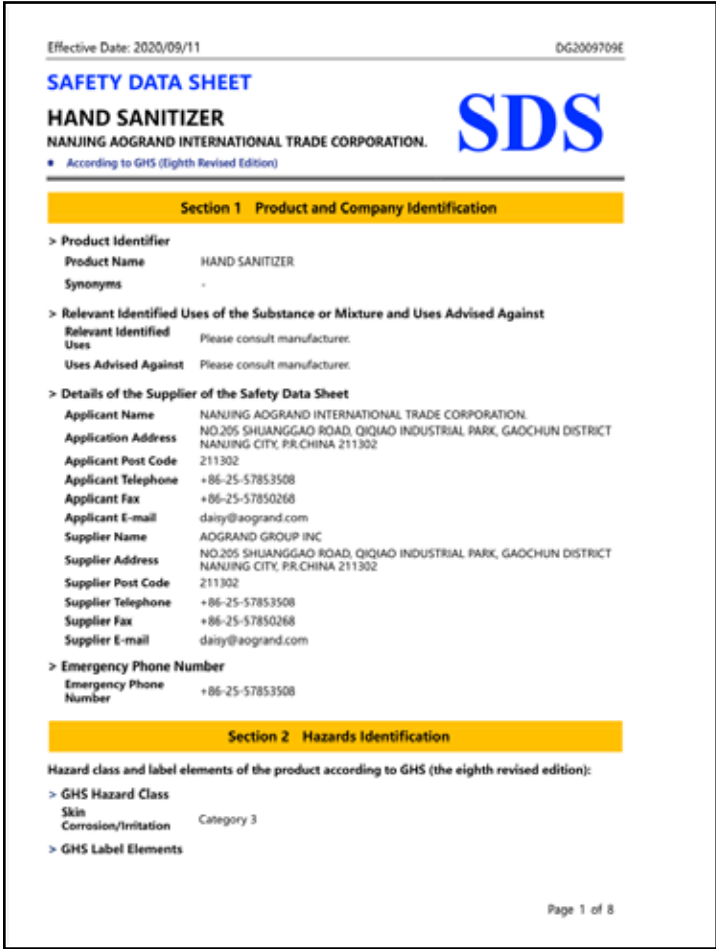 Effective Date: 2020/09/11 DG2009709E
SAFETY DATA SHEET
HAND SANITIZER
NANJING AOGRAND INTERNATIONAL TRADE CORPORATION.
• According to GHS (Eighth Revised Edition)
SDS
Section 1 Product and Company Identification
> Product Identifier
Product Name HAND SANITIZER
Synonyms -
> Relevant Identified Uses of the Substance or Mixture and Uses Advised Against
Relevant Identified
Uses Please consult manufacturer.
Uses Advised Against Please consult manufacturer.
> Details of the Supplier of the Safety Data Sheet
Applicant Name NANJING AOGRAND INTERNATIONAL TRADE CORPORATION.
Application Address NO.205 SHUANGGAO ROAD, QIQIAO INDUSTRIAL PARK, GAOCHUN DISTRICT
NANJING CITY, P.R.CHINA 211302
Applicant Post Code 211302
Applicant Telephone +86-25-57853508
Applicant Fax +86-25-57850268
Applicant E-mail daisy@aogrand.com
Supplier Name AOGRAND GROUP INC
Supplier Address NO.205 SHUANGGAO ROAD, QIQIAO INDUSTRIAL PARK, GAOCHUN DISTRICT
NANJING CITY, P.R.CHINA 211302
Supplier Post Code 211302
Supplier Telephone +86-25-57853508
Supplier Fax +86-25-57850268
Supplier E-mail daisy@aogrand.com
> Emergency Phone Number
Emergency Phone
Number +86-25-57853508
Section 2 Hazards Identification
Hazard class and label elements of the product according to GHS (the eighth revised edition):
> GHS Hazard Class
Skin
Corrosion/Irritation Category 3
> GHS Label Elements
Page 1 of 8